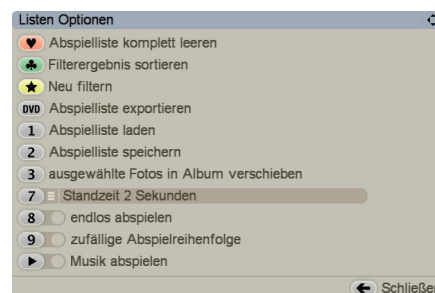 Listen Optionen
Abspielliste komplett leeren
Filterergebnis sortieren
Neu filtern
DVD Abspielliste exportieren
1 Abspielliste laden
2 Abspielliste speichern
3 ausgewählte Fotos in Album verschieben
7 Standzeit 2 Sekunden
8 endlos abspielen
9 zufällige Abspielreihenfolge
Musik abspielen
Schließen